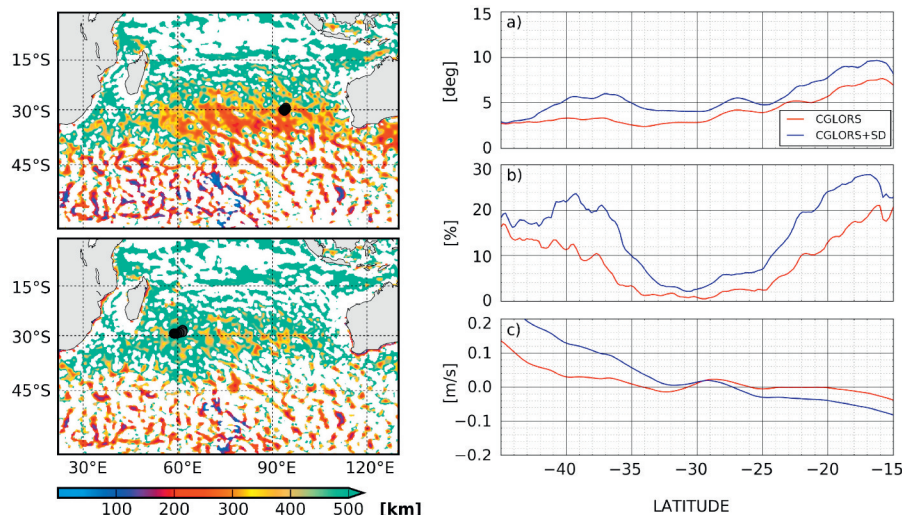 15°S
30°S
45°S
15°S
30°S
45°S
30°E 60°E 90°E 120°E
100 200 300 400 500 [km]
a)
[deg]
15
10
5
0
CGLORS
CGLORS+SD
b)
[%]
30
20
10
0
c)
[m/s]
0.2
0.1
0.0
−0.1
−0.2
−40 −35 −30 −25 −20 −15
LATITUDE